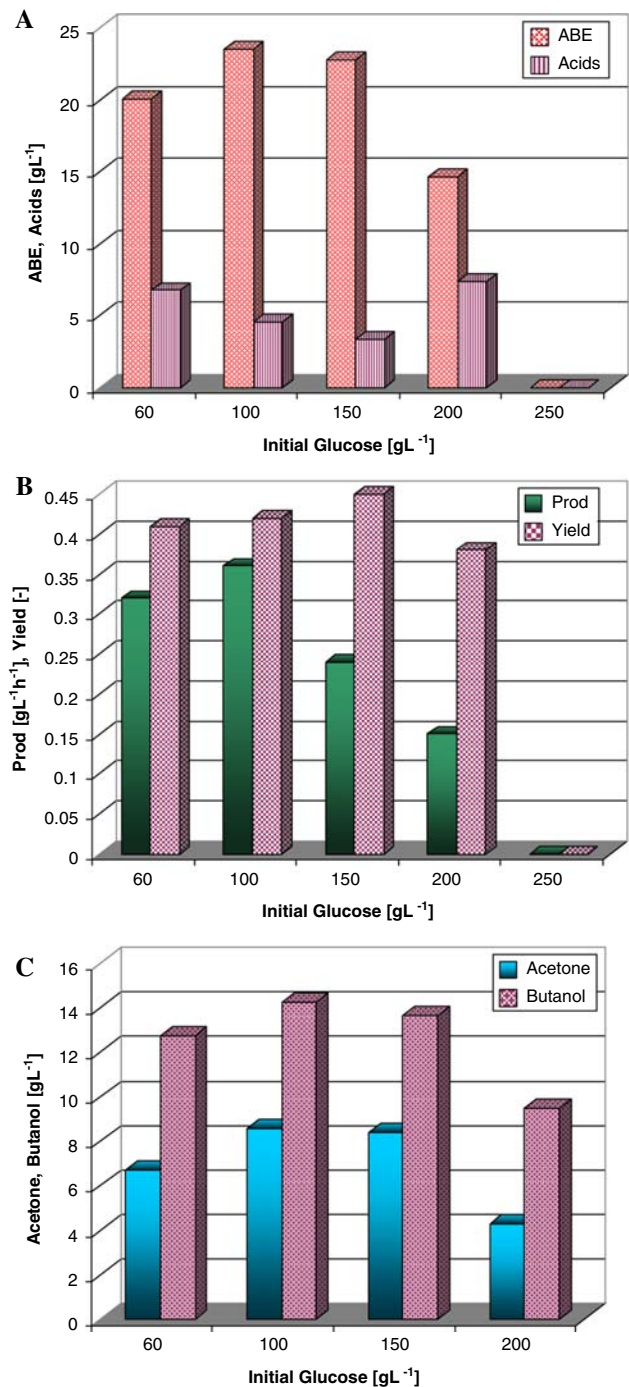 A
25
20
15
10
5
0
ABE, Acids [gL-1]
ABE
Acids
60 100 150 200 250
Initial Glucose [gL -1]
B
0.45
0.4
0.35
0.3
0.25
0.2
0.15
0.1
0.05
0
Prod [gL-1h-1], Yield [-]
Prod
Yield
60 100 150 200 250
Initial Glucose [gL -1]
C
16
14
12
10
8
6
4
2
0
Acetone, Butanol [gL-1]
Acetone
Butanol
60 100 150 200
Initial Glucose [gL -1]